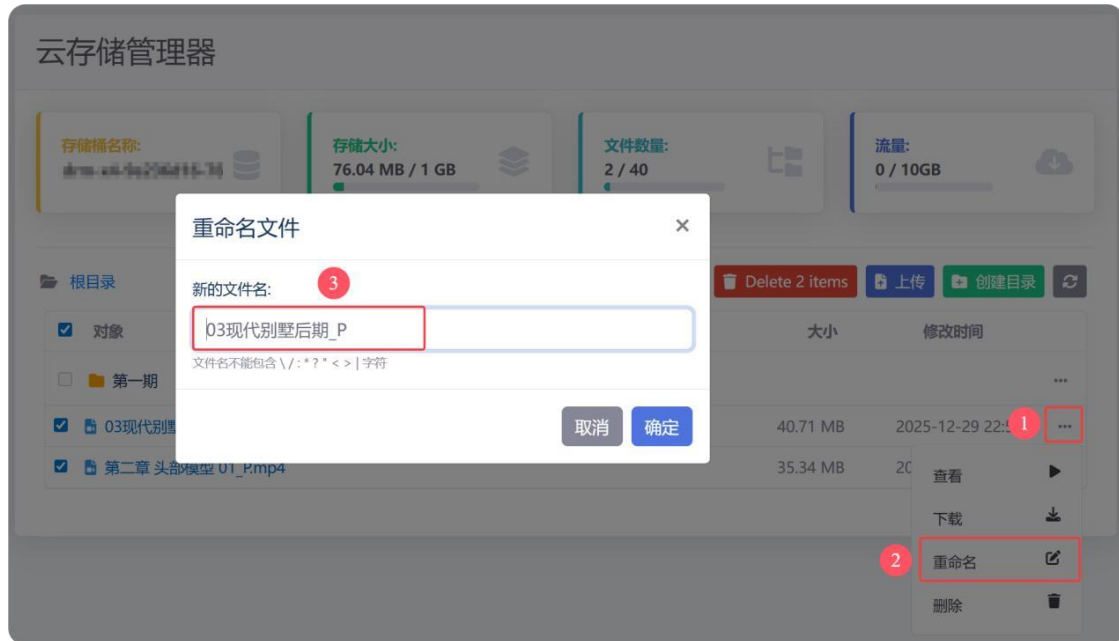 云存储管理器
存储桶名称:
存储大小:
76.04 MB / 1 GB
文件数量:
2 / 40
流量:
0 / 10GB
重命名文件
×
3
新的文件名:
03现代别墅后期_P
文件名不能包含 \ / : * ? " < > | 字符
取消
确定
根目录
Delete 2 items
上传
创建目录
对象
大小
修改时间
第一期
...
03现代别墅
40.71 MB
2025-12-29 22:
1
...
第二章 头部模型 01_P.mp4
35.34 MB
20
查看
下载
2
重命名
删除